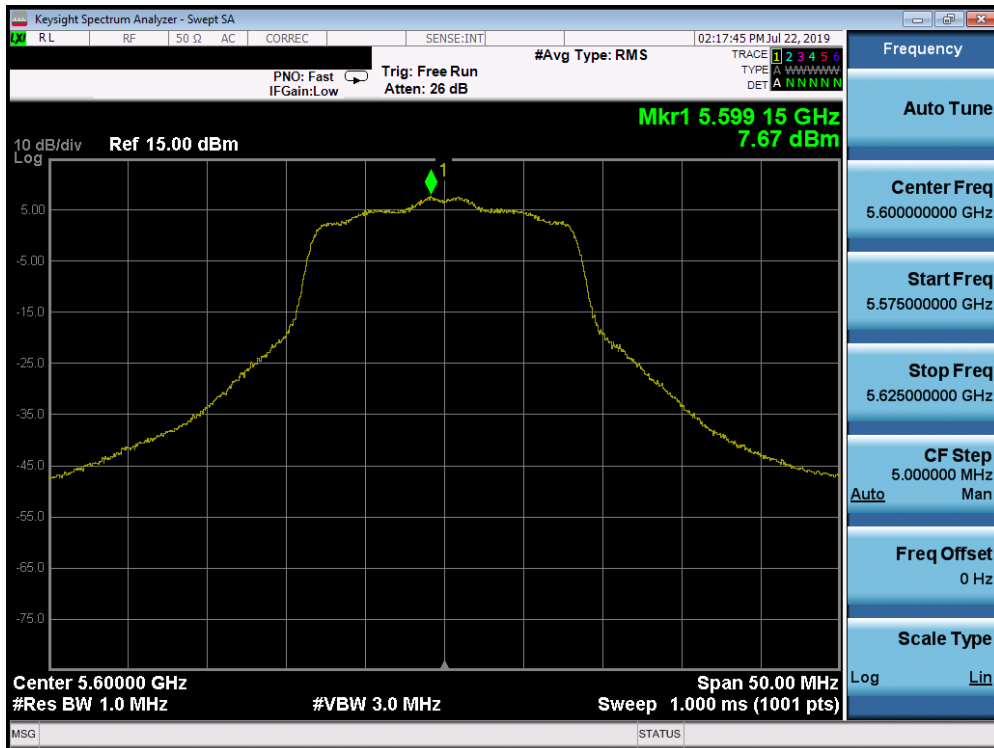 Keysight Spectrum Analyzer - Swept SA
LXI RL RF 50 Ω AC CORREC SENSE:INT 02:17:45 PM Jul 22, 2019
#Avg Type: RMS TRACE 1 2 3 4 5 6
PNO: Fast Trig: Free Run TYPE A WWWWW
IFGain:Low Atten: 26 dB DET A N N N N N
Mkr1 5.599 15 GHz
7.67 dBm
10 dB/div Ref 15.00 dBm
Log
1
5.00
-5.00
-15.0
-25.0
-35.0
-45.0
-55.0
-65.0
-75.0
Center 5.60000 GHz Span 50.00 MHz
#Res BW 1.0 MHz #VBW 3.0 MHz Sweep 1.000 ms (1001 pts)
MSG STATUS
Frequency
Auto Tune
Center Freq
5.600000000 GHz
Start Freq
5.575000000 GHz
Stop Freq
5.625000000 GHz
CF Step
5.000000 MHz
Auto Man
Freq Offset
0 Hz
Scale Type
Log Lin